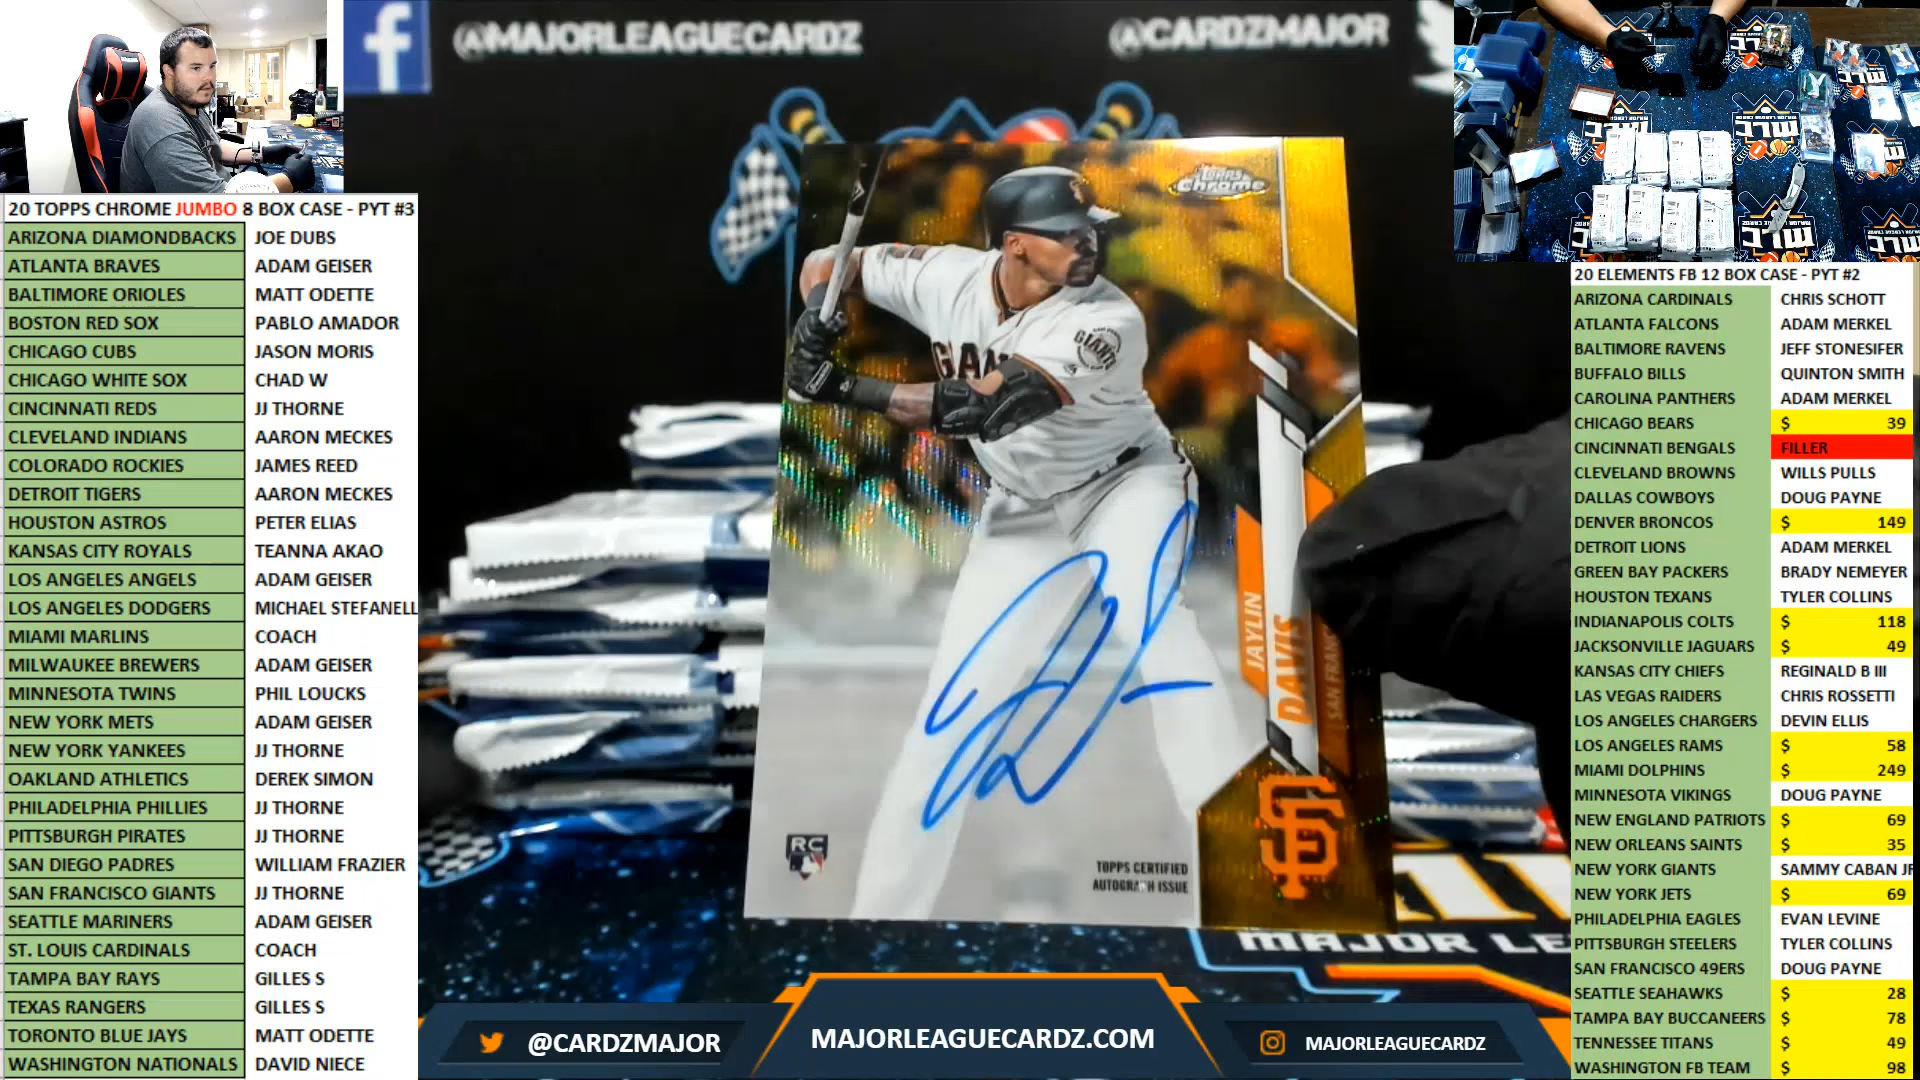 @MAJORLEAGUECARDZ
@CARDZMAJOR
20 TOPPS CHROME JUMBO 8 BOX CASE - PYT #3
ARIZONA DIAMONDBACKS JOE DUBS
ATLANTA BRAVES ADAM GEISER
BALTIMORE ORIOLES MATT ODETTE
BOSTON RED SOX PABLO AMADOR
CHICAGO CUBS JASON MORIS
CHICAGO WHITE SOX CHAD W
CINCINNATI REDS JJ THORNE
CLEVELAND INDIANS AARON MECKES
COLORADO ROCKIES JAMES REED
DETROIT TIGERS AARON MECKES
HOUSTON ASTROS PETER ELIAS
KANSAS CITY ROYALS TEANNA AKAO
LOS ANGELES ANGELS ADAM GEISER
LOS ANGELES DODGERS MICHAEL STEFANELL
MIAMI MARLINS COACH
MILWAUKEE BREWERS ADAM GEISER
MINNESOTA TWINS PHIL LOUCKS
NEW YORK METS ADAM GEISER
NEW YORK YANKEES JJ THORNE
OAKLAND ATHLETICS DEREK SIMON
PHILADELPHIA PHILLIES JJ THORNE
PITTSBURGH PIRATES JJ THORNE
SAN DIEGO PADRES WILLIAM FRAZIER
SAN FRANCISCO GIANTS JJ THORNE
SEATTLE MARINERS ADAM GEISER
ST. LOUIS CARDINALS COACH
TAMPA BAY RAYS GILLES S
TEXAS RANGERS GILLES S
TORONTO BLUE JAYS MATT ODETTE
WASHINGTON NATIONALS DAVID NIECE
TOPPS
Chrome
GIANTS
GIAN
JAYLIN
DAVIS
SAN FRAN
SF
RC
TOPPS CERTIFIED
AUTOGRAPH ISSUE
MAJOR LE
@CARDZMAJOR
MAJORLEAGUECARDZ.COM
MAJORLEAGUECARDZ
20 ELEMENTS FB 12 BOX CASE - PYT #2
ARIZONA CARDINALS CHRIS SCHOTT
ATLANTA FALCONS ADAM MERKEL
BALTIMORE RAVENS JEFF STONESIFER
BUFFALO BILLS QUINTON SMITH
CAROLINA PANTHERS ADAM MERKEL
CHICAGO BEARS $ 39
CINCINNATI BENGALS FILLER
CLEVELAND BROWNS WILLS PULLS
DALLAS COWBOYS DOUG PAYNE
DENVER BRONCOS $ 149
DETROIT LIONS ADAM MERKEL
GREEN BAY PACKERS BRADY NEMEYER
HOUSTON TEXANS TYLER COLLINS
INDIANAPOLIS COLTS $ 118
JACKSONVILLE JAGUARS $ 49
KANSAS CITY CHIEFS REGINALD B III
LAS VEGAS RAIDERS CHRIS ROSSETTI
LOS ANGELES CHARGERS DEVIN ELLIS
LOS ANGELES RAMS $ 58
MIAMI DOLPHINS $ 249
MINNESOTA VIKINGS DOUG PAYNE
NEW ENGLAND PATRIOTS $ 69
NEW ORLEANS SAINTS $ 35
NEW YORK GIANTS SAMMY CABAN JR
NEW YORK JETS $ 69
PHILADELPHIA EAGLES EVAN LEVINE
PITTSBURGH STEELERS TYLER COLLINS
SAN FRANCISCO 49ERS DOUG PAYNE
SEATTLE SEAHAWKS $ 28
TAMPA BAY BUCCANEERS $ 78
TENNESSEE TITANS $ 49
WASHINGTON FB TEAM $ 98